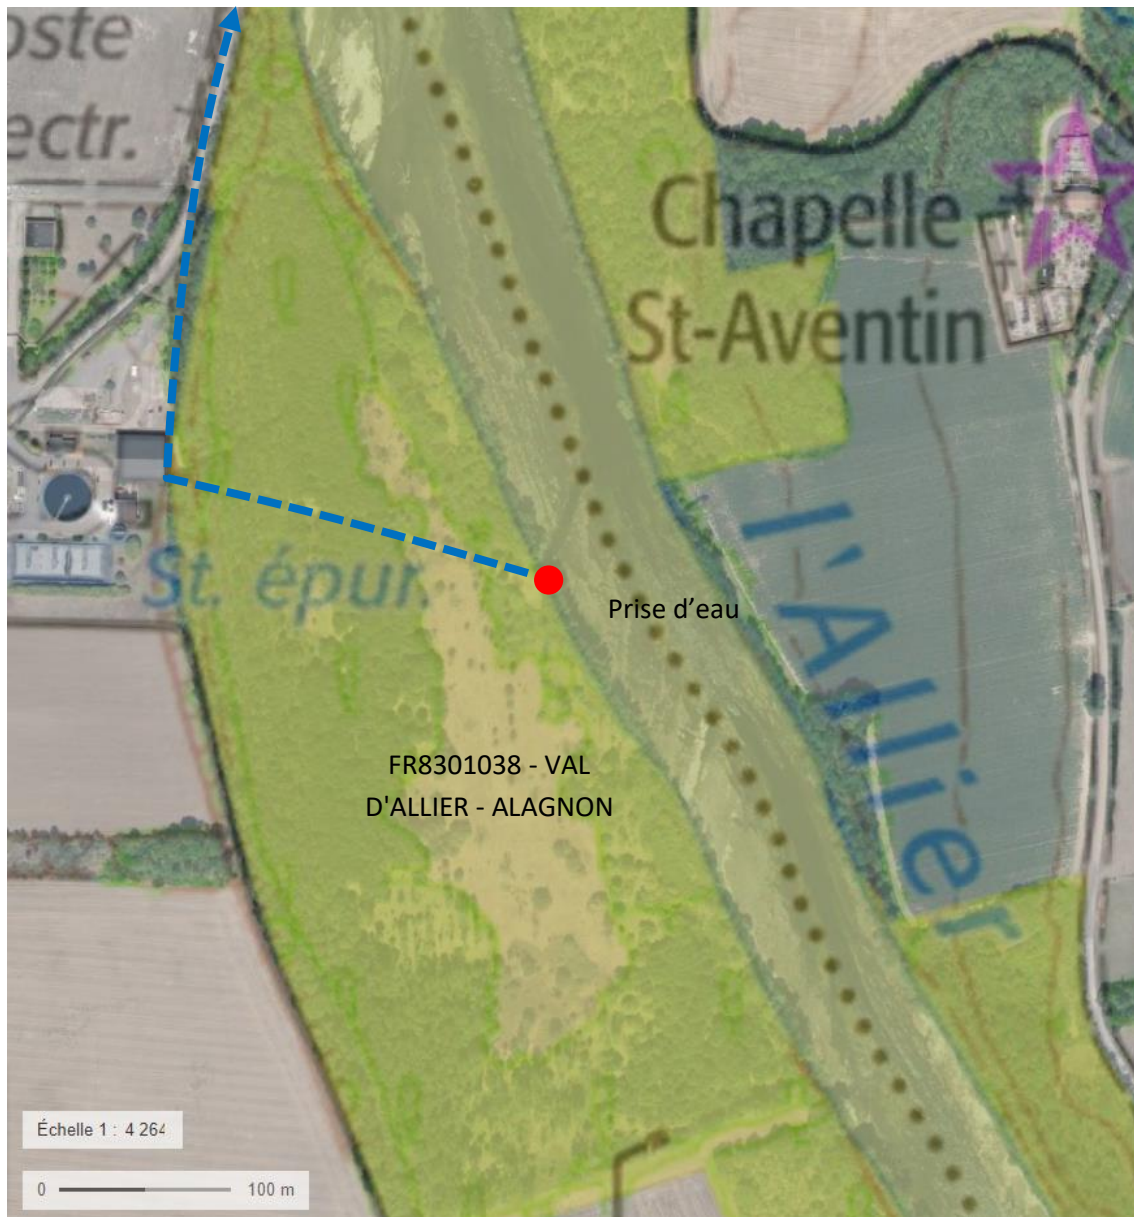 oste
ectr.
Chapelle
St-Aventin
St. épur.
Prise d’eau
l'Allier
FR8301038 - VAL
D'ALLIER - ALAGNON
Échelle 1 : 4 264
0 100 m